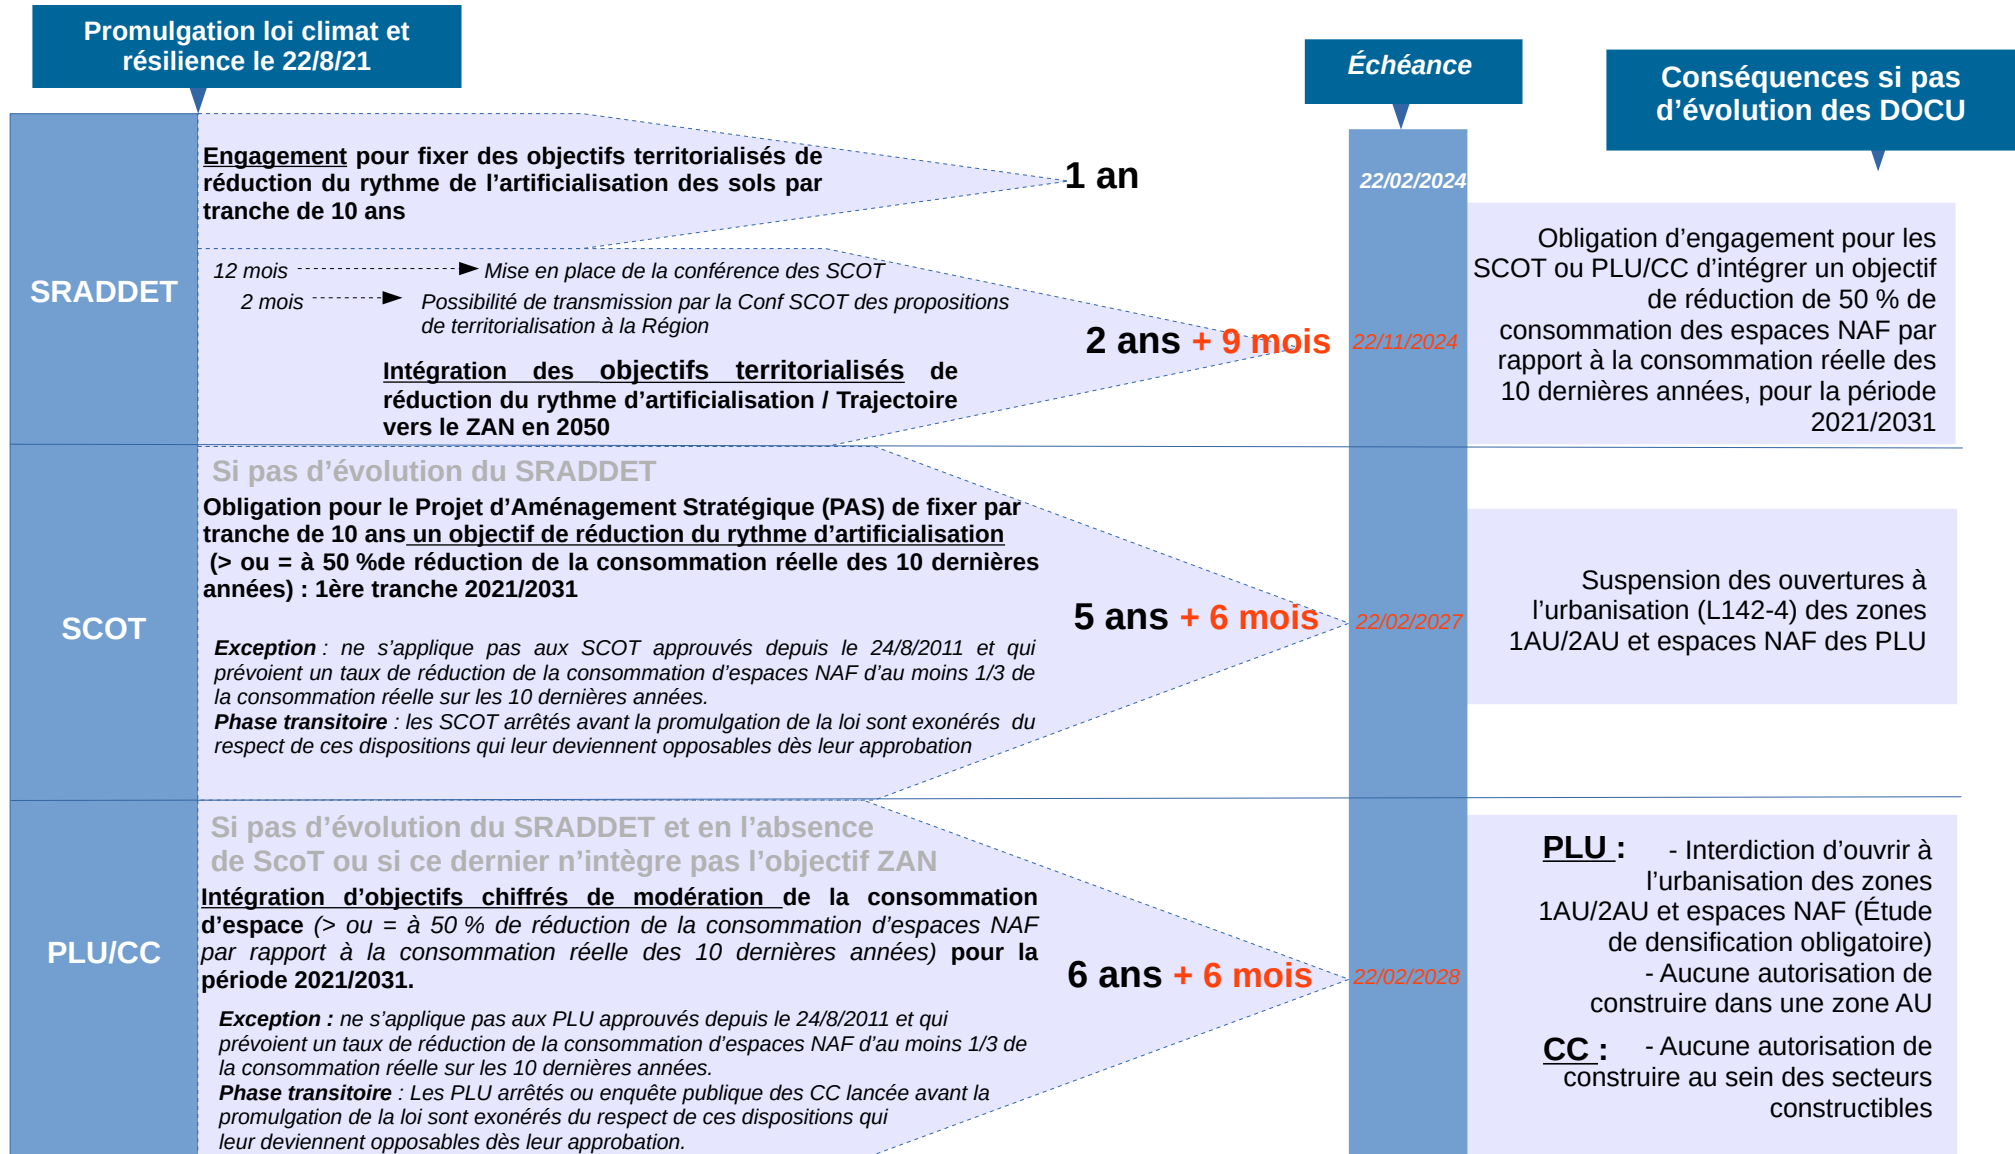 Promulgation loi climat et
résilience le 22/8/21
Échéance
Conséquences si pas
d’évolution des DOCU
SRADDET
Engagement pour fixer des objectifs territorialisés de
réduction du rythme de l’artificialisation des sols par
tranche de 10 ans
1 an
22/02/2024
12 mois
Mise en place de la conférence des SCOT
2 mois
Possibilité de transmission par la Conf SCOT des propositions
de territorialisation à la Région
Intégration des objectifs territorialisés de
réduction du rythme d’artificialisation / Trajectoire
vers le ZAN en 2050
2 ans + 9 mois
22/11/2024
Obligation d’engagement pour les
SCOT ou PLU/CC d’intégrer un objectif
de réduction de 50 % de
consommation des espaces NAF par
rapport à la consommation réelle des
10 dernières années, pour la période
2021/2031
SCOT
Si pas d’évolution du SRADDET
Obligation pour le Projet d’Aménagement Stratégique (PAS) de fixer par
tranche de 10 ans un objectif de réduction du rythme d’artificialisation
(> ou = à 50 %de réduction de la consommation réelle des 10 dernières
années) : 1ère tranche 2021/2031
Exception : ne s’applique pas aux SCOT approuvés depuis le 24/8/2011 et qui
prévoient un taux de réduction de la consommation d’espaces NAF d’au moins 1/3 de
la consommation réelle sur les 10 dernières années.
Phase transitoire : les SCOT arrêtés avant la promulgation de la loi sont exonérés du
respect de ces dispositions qui leur deviennent opposables dès leur approbation
5 ans + 6 mois
22/02/2027
Suspension des ouvertures à
l’urbanisation (L142-4) des zones
1AU/2AU et espaces NAF des PLU
PLU/CC
Si pas d’évolution du SRADDET et en l’absence
de ScoT ou si ce dernier n’intègre pas l’objectif ZAN
Intégration d’objectifs chiffrés de modération de la consommation
d’espace (> ou = à 50 % de réduction de la consommation d’espaces NAF
par rapport à la consommation réelle des 10 dernières années) pour la
période 2021/2031.
Exception : ne s’applique pas aux PLU approuvés depuis le 24/8/2011 et qui
prévoient un taux de réduction de la consommation d’espaces NAF d’au moins 1/3 de
la consommation réelle sur les 10 dernières années.
Phase transitoire : Les PLU arrêtés ou enquête publique des CC lancée avant la
promulgation de la loi sont exonérés du respect de ces dispositions qui
leur deviennent opposables dès leur approbation.
6 ans + 6 mois
22/02/2028
PLU : - Interdiction d’ouvrir à
l’urbanisation des zones
1AU/2AU et espaces NAF (Étude
de densification obligatoire)
- Aucune autorisation de
construire dans une zone AU
CC : - Aucune autorisation de
construire au sein des secteurs
constructibles